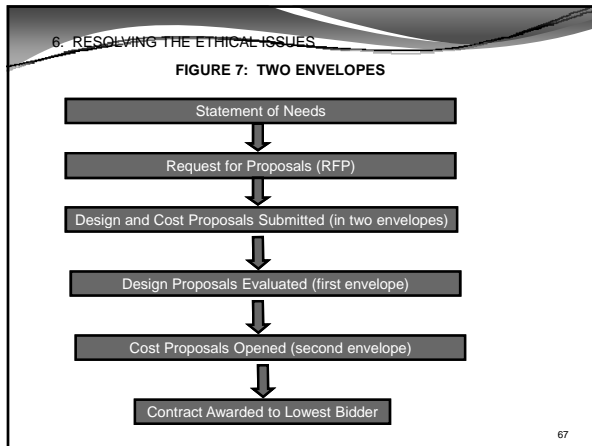 6. RESOLVING THE ETHICAL ISSUES
FIGURE 7: TWO ENVELOPES
Statement of Needs
Request for Proposals (RFP)
Design and Cost Proposals Submitted (in two envelopes)
Design Proposals Evaluated (first envelope)
Cost Proposals Opened (second envelope)
Contract Awarded to Lowest Bidder
67